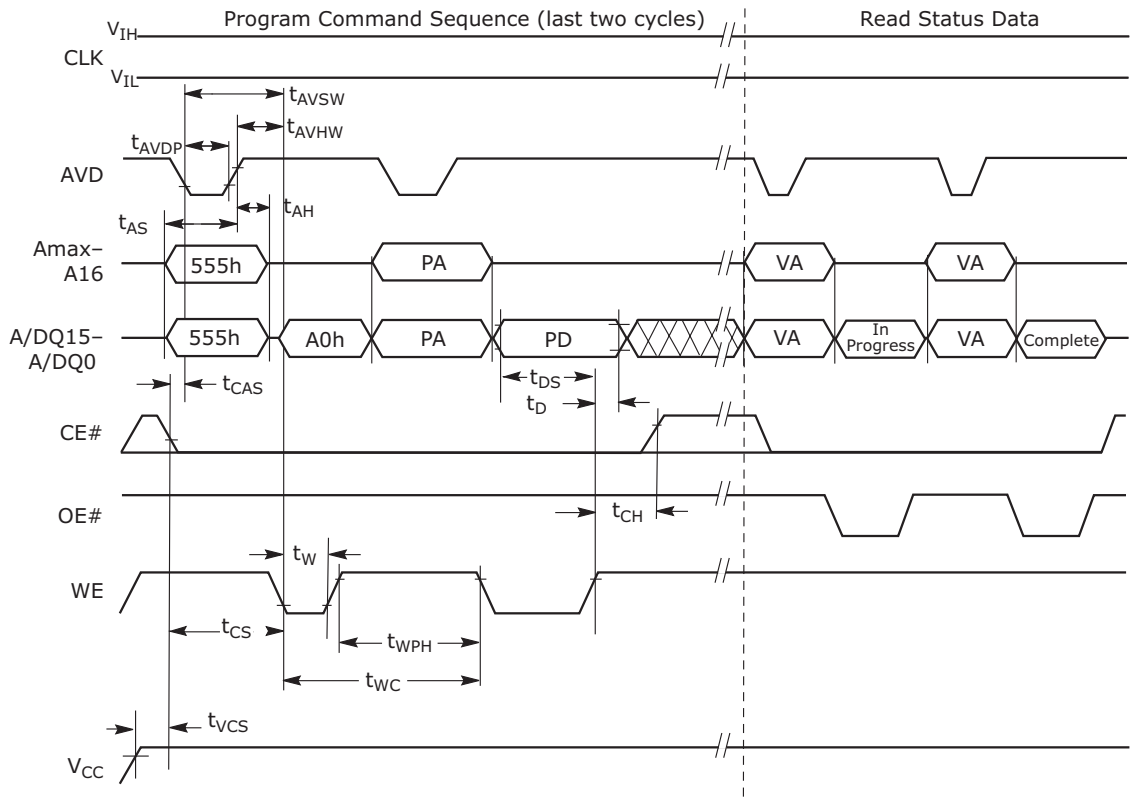 Program Command Sequence (last two cycles) Read Status Data
VIH
CLK
VIL
tAVSW
tAVHW
tAVDP
AVD
tAS
tAH
Amax–
A16
555h PA VA VA
A/DQ15–
A/DQ0
555h A0h PA PD VA In Progress VA Complete
tDS
tCAS
tD
CE#
OE#
tCH
tW
WE
tCS
tWPH
tWC
tVCS
VCC